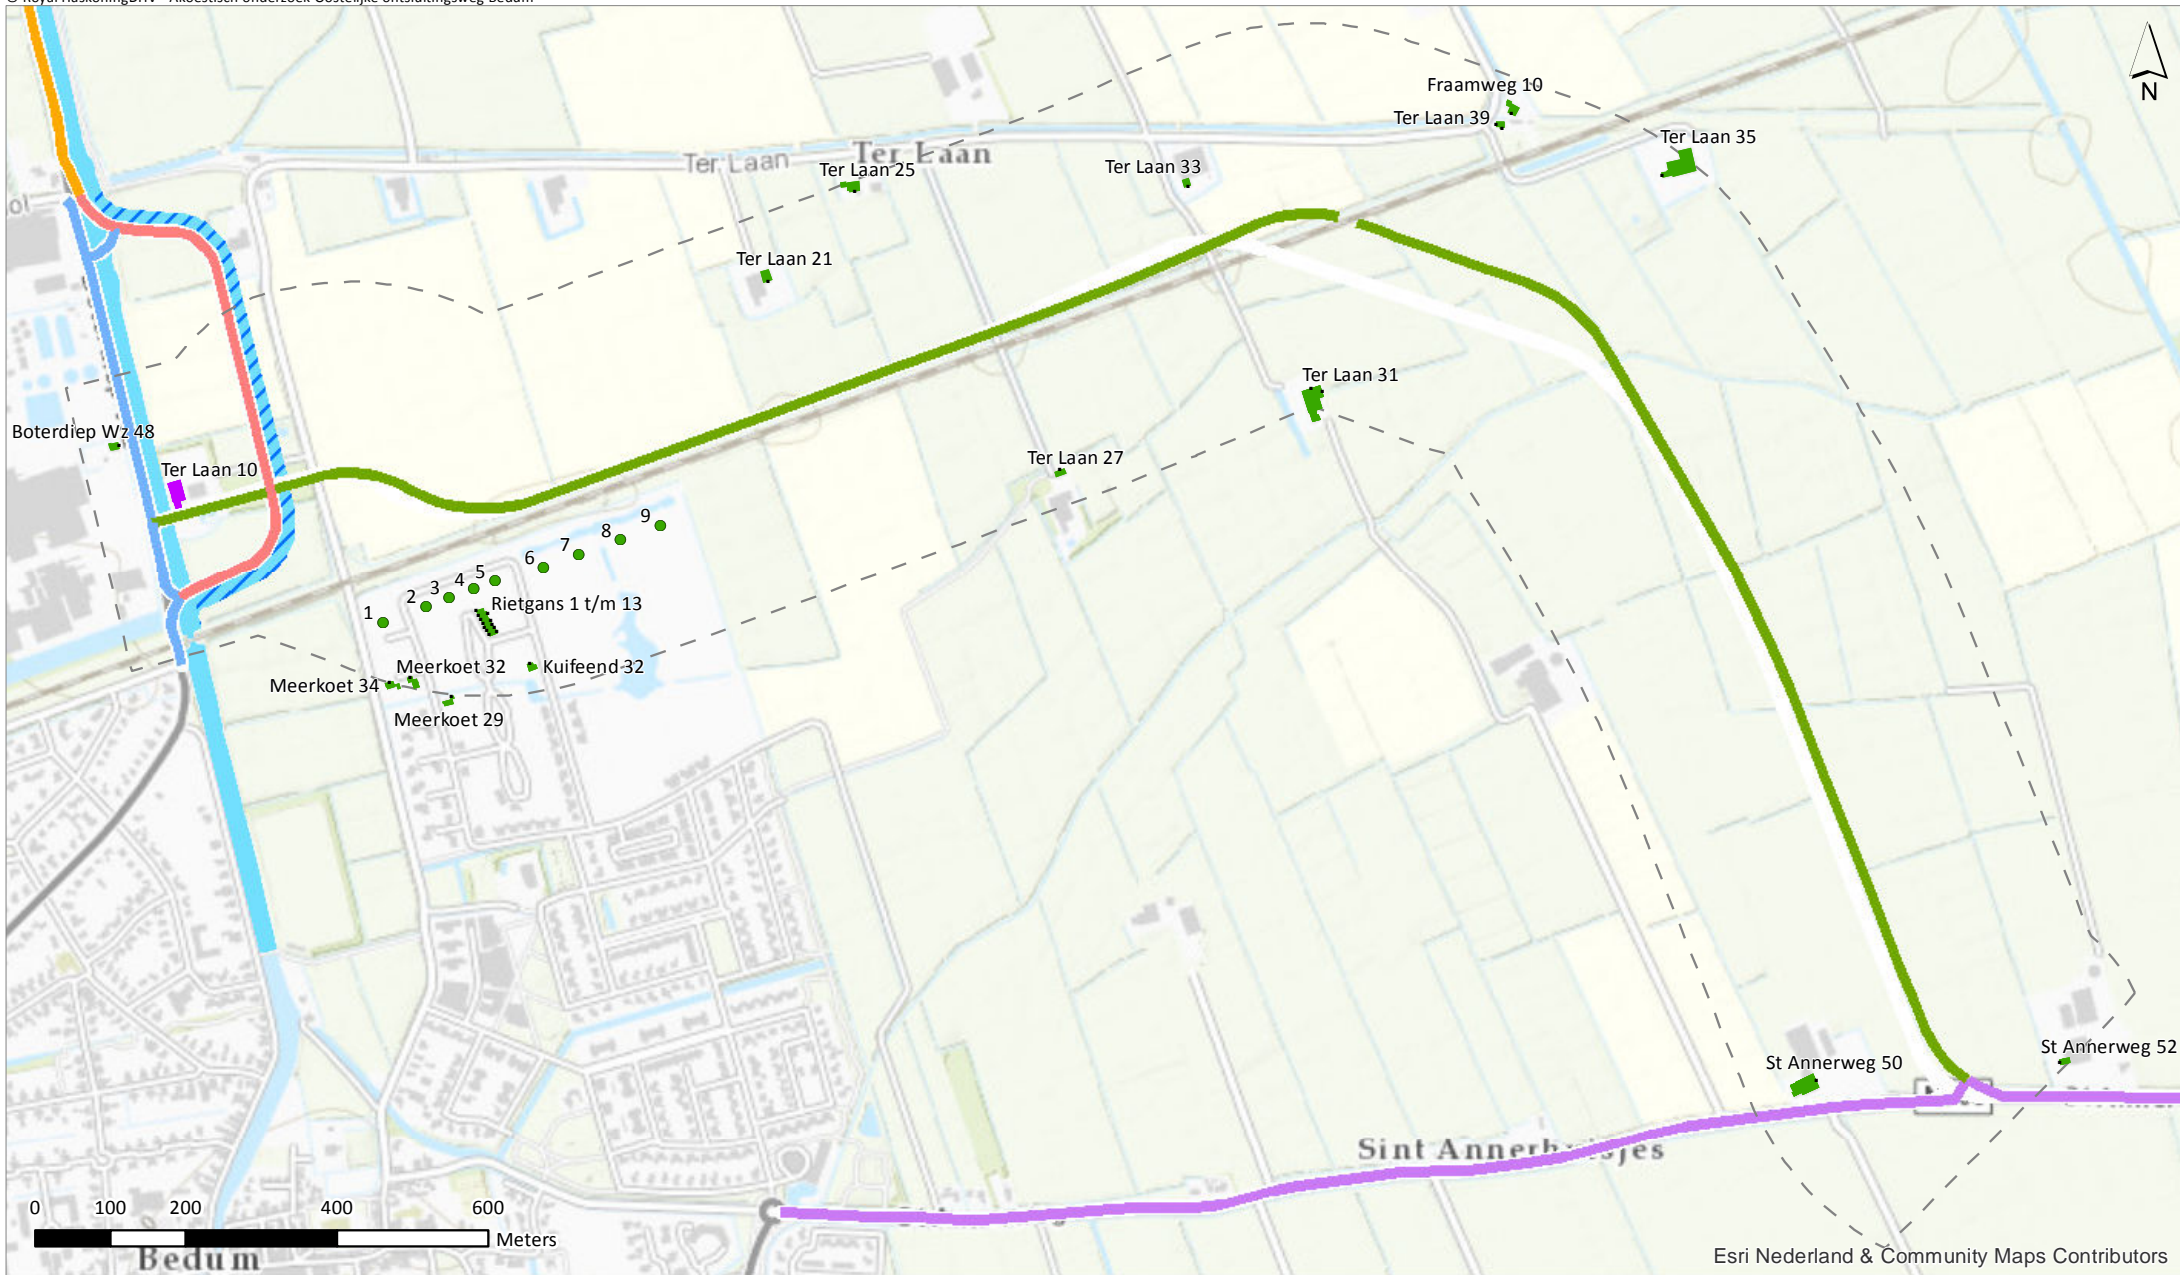 N
Fraamweg 10
Ter Laan 39
Ter Laan 35
Ter Laan
Ter Laan
Ter Laan 25
Ter Laan 33
Ter Laan 21
Ter Laan 31
Boterdiep Wz 48
Ter Laan 10
Ter Laan 27
9
8
7
6
5
4
3
2
1
Rietgans 1 t/m 13
Meerkoet 32
Kuifeend 32
Meerkoet 34
Meerkoet 29
St Annerweg 52
St Annerweg 50
Sint Annerhuisjes
0 100 200 400 600
Meters
Bedum
Esri Nederland & Community Maps Contributors